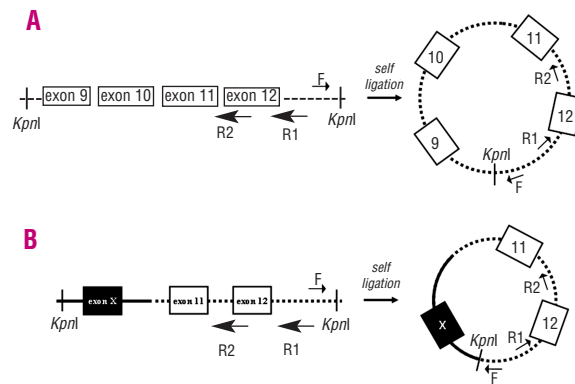 A
exon 9 exon 10 exon 11 exon 12 F
KpnI R2 R1 KpnI
self
ligation
10 11 R2 12 R1 9 KpnI F
B
exon X exon 11 exon 12 F
KpnI R2 R1 KpnI
self
ligation
11 R2 12 R1 X KpnI F